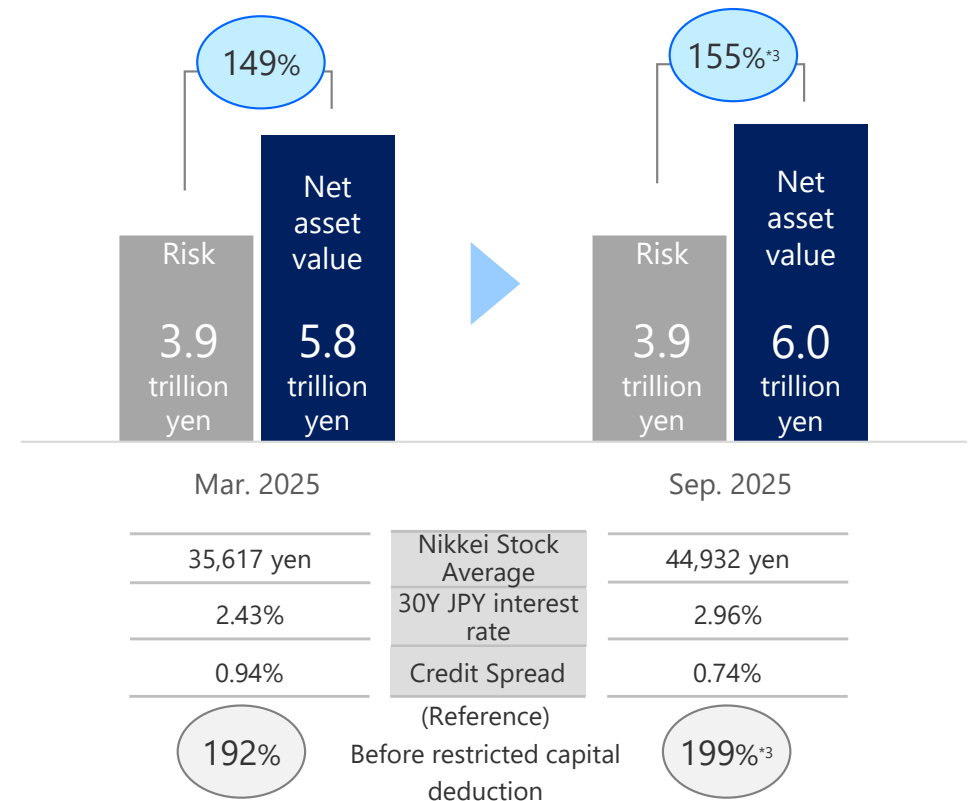 149%
155%*3
Risk
3.9
trillion
yen
Net
asset
value
5.8
trillion
yen
Risk
3.9
trillion
yen
Net
asset
value
6.0
trillion
yen
Mar. 2025
Sep. 2025
35,617 yen
Nikkei Stock
Average
44,932 yen
2.43%
30Y JPY interest
rate
2.96%
0.94%
Credit Spread
0.74%
192%
(Reference)
Before restricted capital
deduction
199%*3